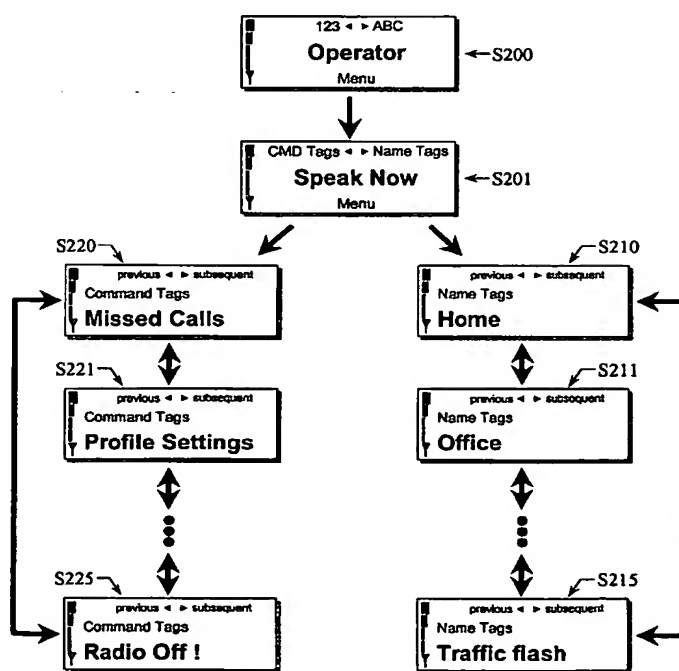 123 ◄ ► ABC
Operator
Menu
S200
CMD Tags ◄ ► Name Tags
Speak Now
Menu
S201
S220
previous ◄ ► subsequent
Command Tags
Missed Calls
S210
previous ◄ ► subsequent
Name Tags
Home
S221
previous ◄ ► subsequent
Command Tags
Profile Settings
S211
previous ◄ ► subsequent
Name Tags
Office
S225
previous ◄ ► subsequent
Command Tags
Radio Off !
S215
previous ◄ ► subsequent
Name Tags
Traffic flash